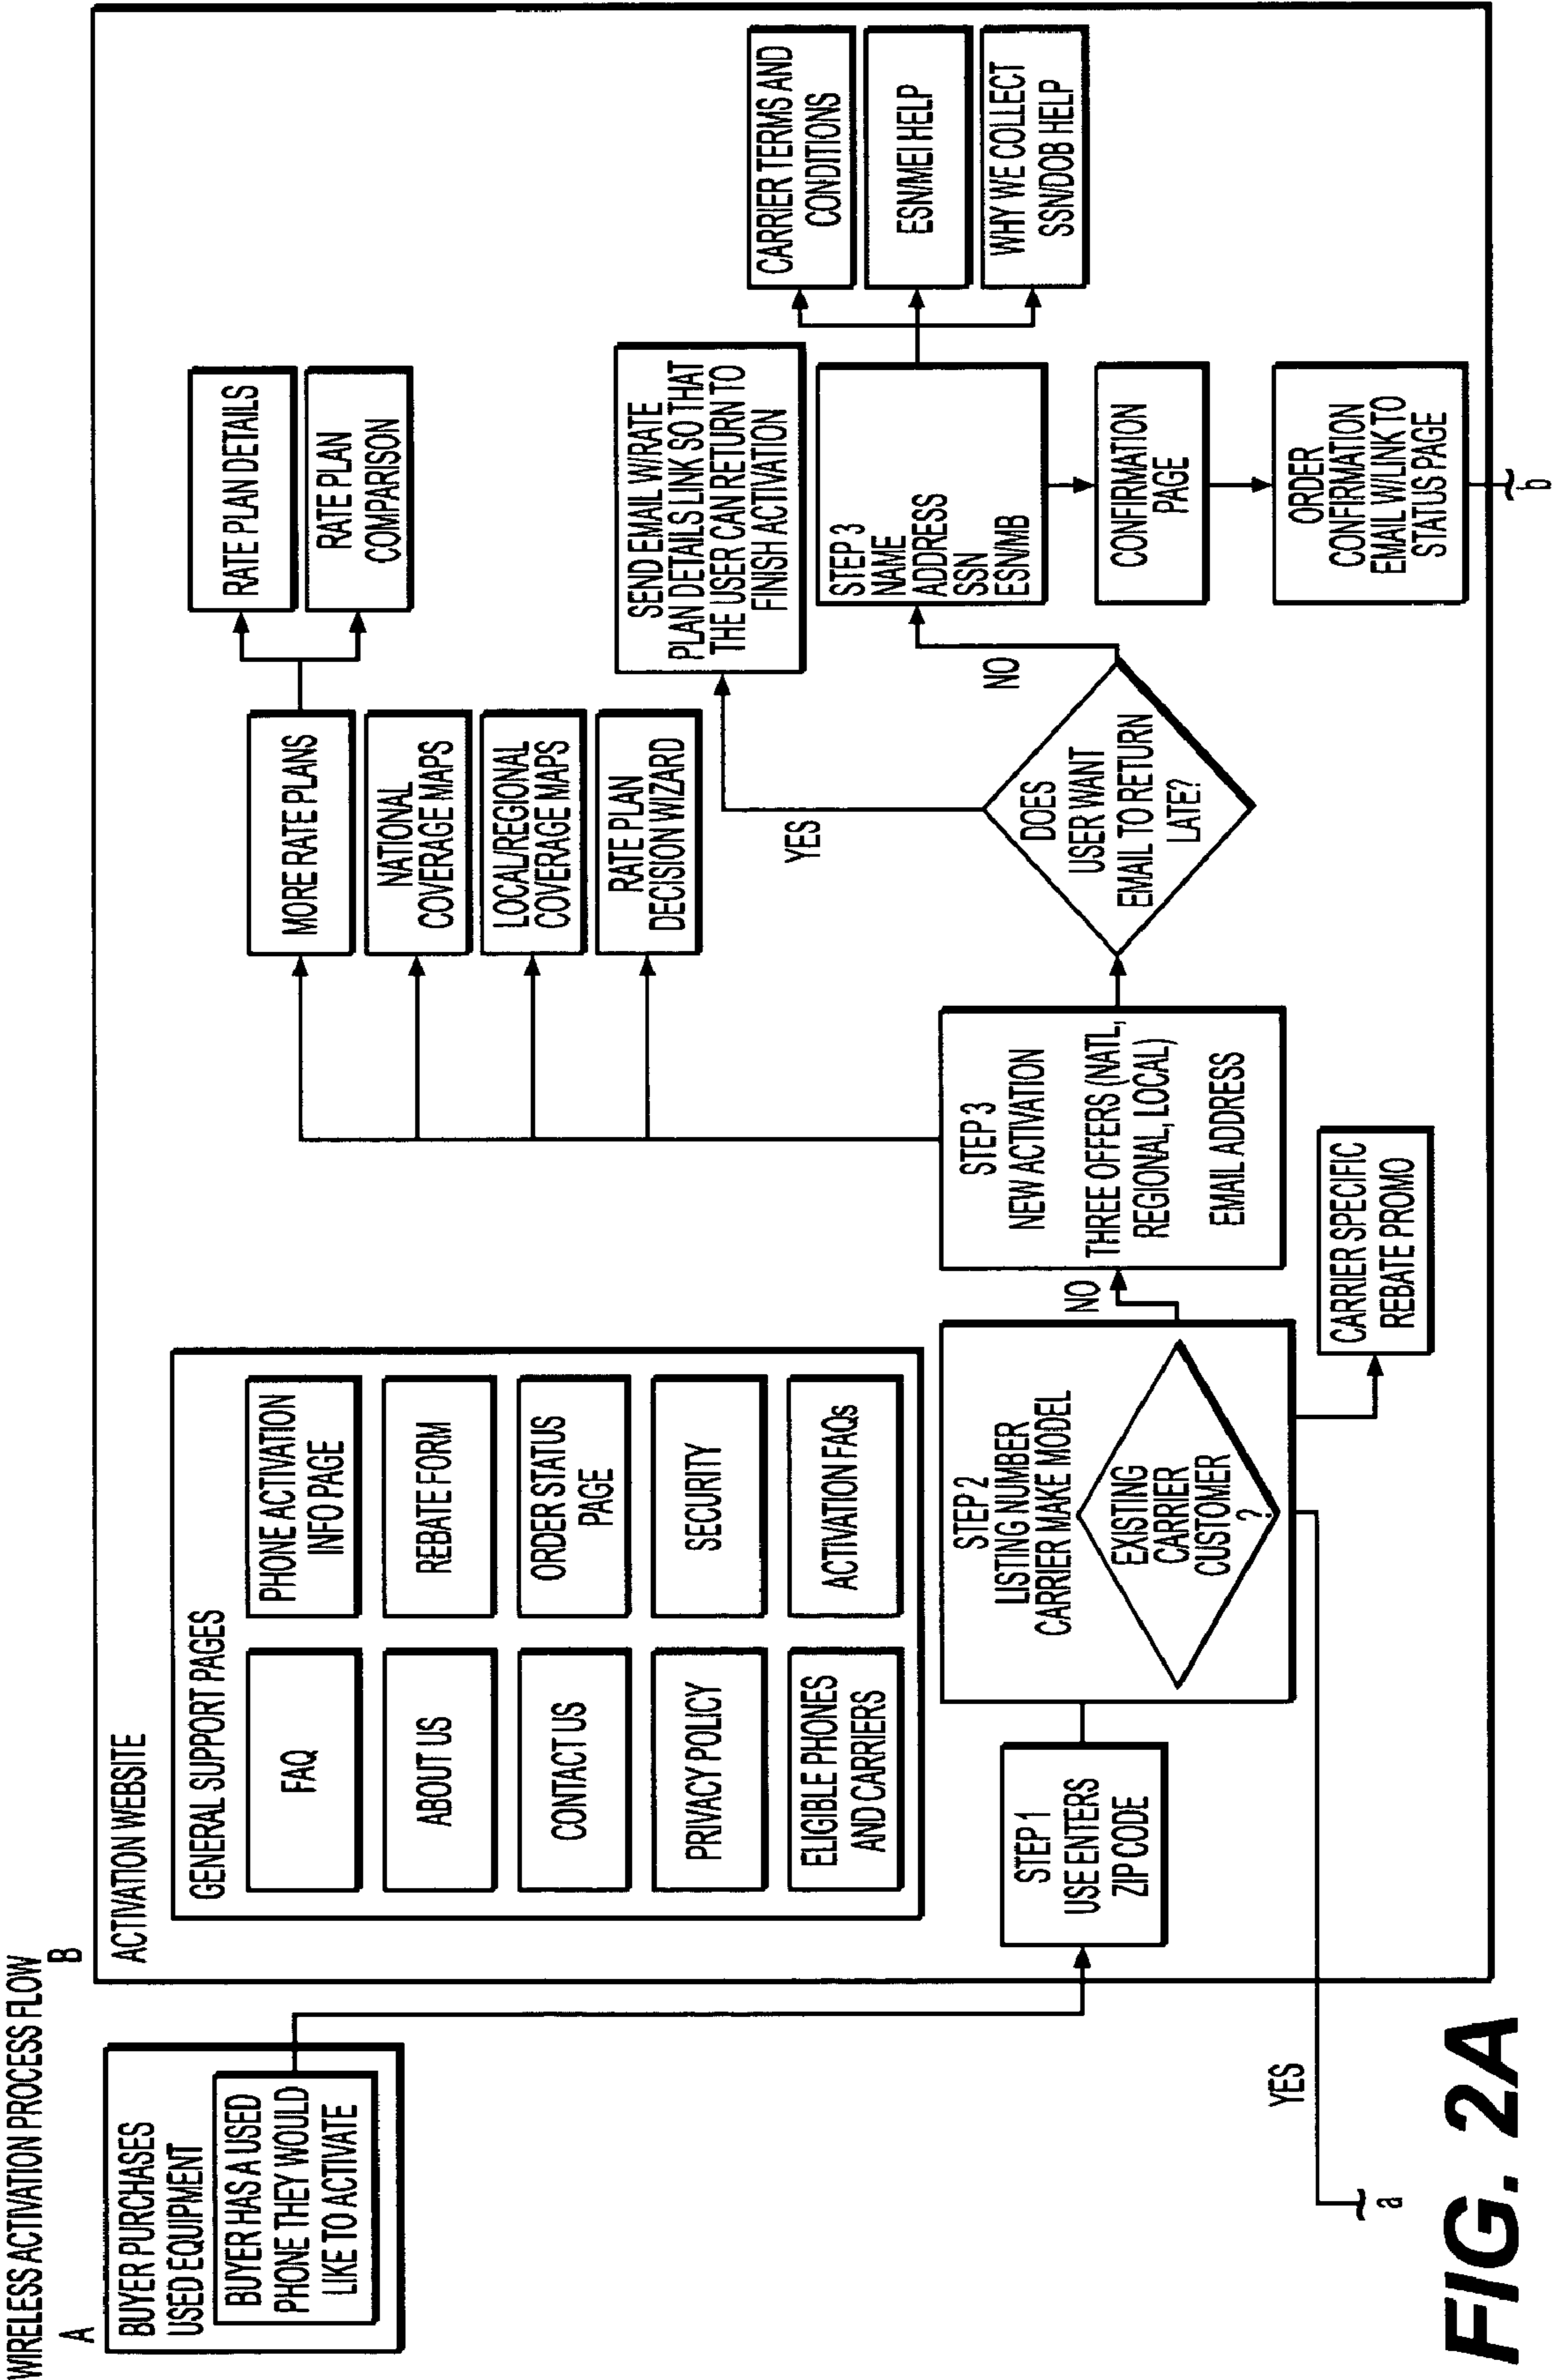 WIRELESS ACTIVATION PROCESS FLOW
A
BUYER PURCHASES
USED EQUIPMENT
BUYER HAS A USED
PHONE THEY WOULD
LIKE TO ACTIVATE
B
ACTIVATION WEBSITE
GENERAL SUPPORT PAGES
FAQ
PHONE ACTIVATION
INFO PAGE
ABOUT US
REBATE FORM
CONTACT US
ORDER STATUS
PAGE
PRIVACY POLICY
SECURITY
ELIGIBLE PHONES
AND CARRIERS
ACTIVATION FAQs
STEP 1
USE ENTERS
ZIP CODE
STEP 2
LISTING NUMBER
CARRIER MAKE MODEL
EXISTING
CARRIER
CUSTOMER
?
YES
a
NO
CARRIER SPECIFIC
REBATE PROMO
STEP 3
NEW ACTIVATION
THREE OFFERS (NATL,
REGIONAL, LOCAL)
EMAIL ADDRESS
MORE RATE PLANS
NATIONAL
COVERAGE MAPS
LOCAL/REGIONAL
COVERAGE MAPS
RATE PLAN
DECISION WIZARD
RATE PLAN DETAILS
RATE PLAN
COMPARISON
DOES
USER WANT
EMAIL TO RETURN
LATE?
YES
SEND EMAIL W/RATE
PLAN DETAILS LINK SO THAT
THE USER CAN RETURN TO
FINISH ACTIVATION
NO
STEP 3
NAME
ADDRESS
SSN
ESN/MB
CARRIER TERMS AND
CONDITIONS
ESN/MEI HELP
WHY WE COLLECT
SSN/DOB HELP
CONFIRMATION
PAGE
ORDER
CONFIRMATION
EMAIL W/LINK TO
STATUS PAGE
b
FIG. 2A